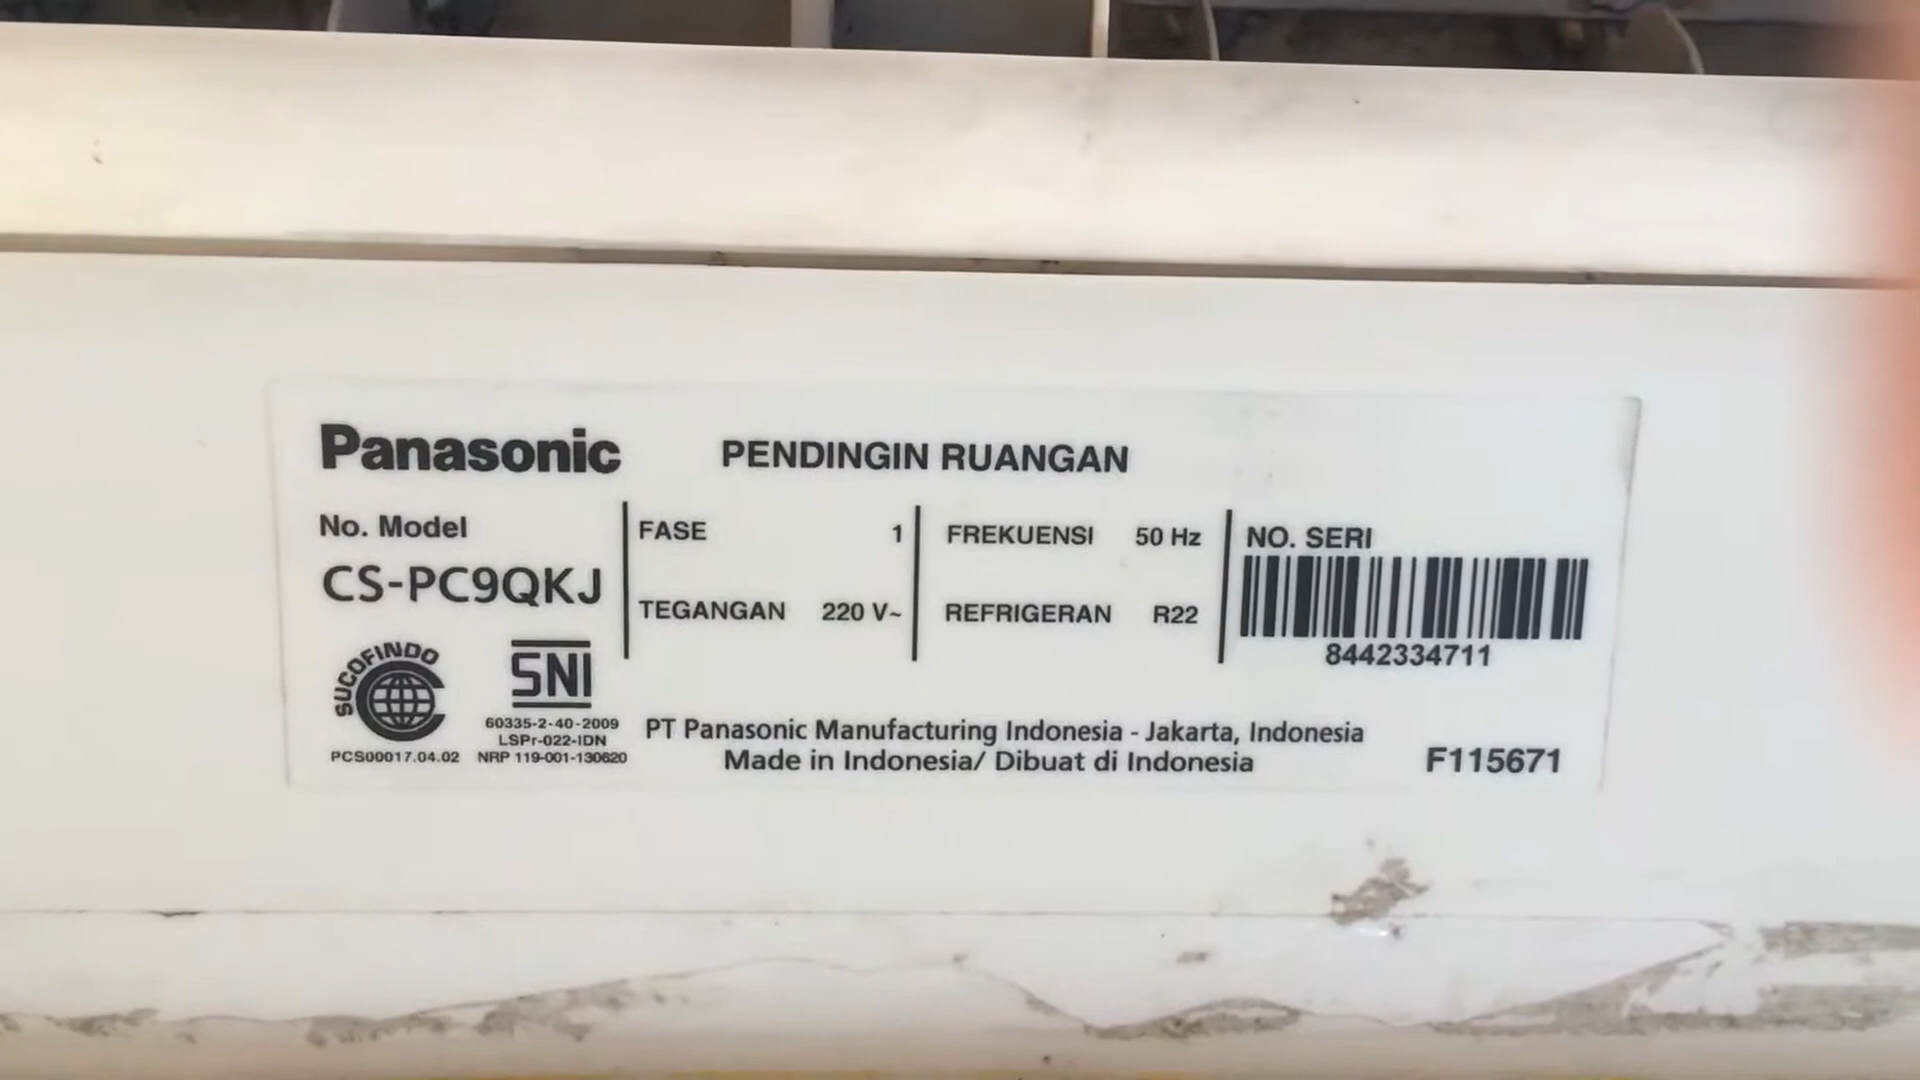 Panasonic PENDINGIN RUANGAN
No. Model
CS-PC9QKJ
FASE 1
TEGANGAN 220 V~
FREKUENSI 50 Hz
REFRIGERAN R22
NO. SERI
8442334711
SUCOFINDO
PCS00017.04.02
SNI
60335-2-40-2009
LSPr-022-IDN
NRP 119-001-130620
PT Panasonic Manufacturing Indonesia - Jakarta, Indonesia
Made in Indonesia/ Dibuat di Indonesia
F115671